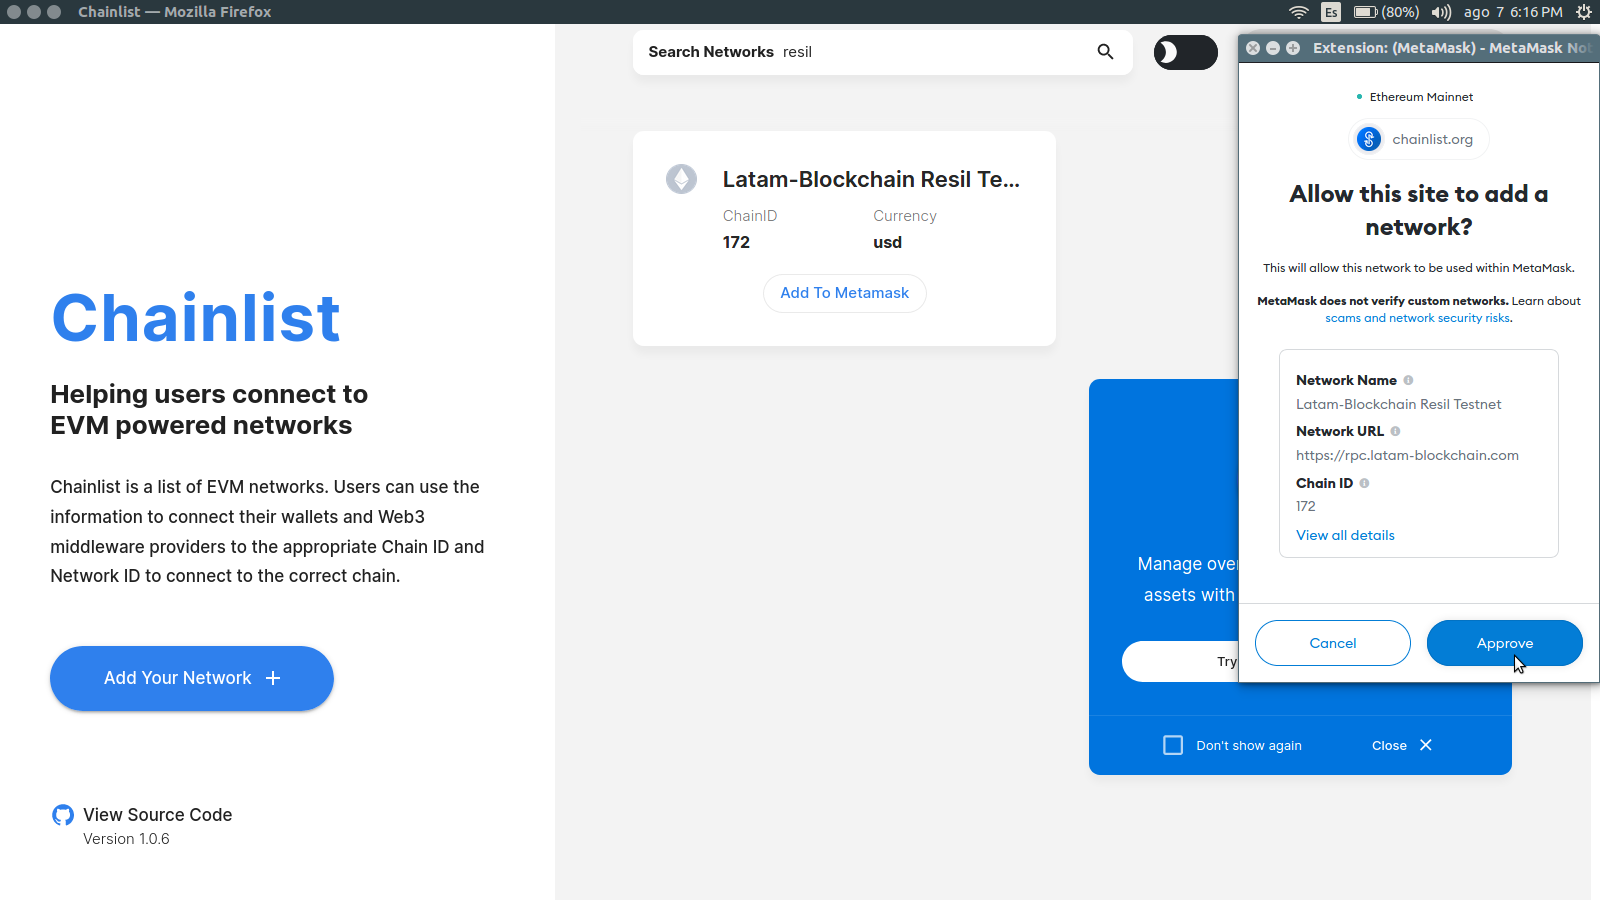 Chainlist — Mozilla Firefox
Es (80%) ago 7 6:16 PM
Search Networks resil
Latam-Blockchain Resil Te...
ChainID Currency
172 usd
Add To Metamask
Chainlist
Helping users connect to
EVM powered networks
Chainlist is a list of EVM networks. Users can use the
information to connect their wallets and Web3
middleware providers to the appropriate Chain ID and
Network ID to connect to the correct chain.
Add Your Network +
View Source Code
Version 1.0.6
Manage over
assets with
Try
Don't show again Close
Extension: (MetaMask) - MetaMask Not
Ethereum Mainnet
chainlist.org
Allow this site to add a
network?
This will allow this network to be used within MetaMask.
MetaMask does not verify custom networks. Learn about
scams and network security risks.
Network Name
Latam-Blockchain Resil Testnet
Network URL
https://rpc.latam-blockchain.com
Chain ID
172
View all details
Cancel Approve